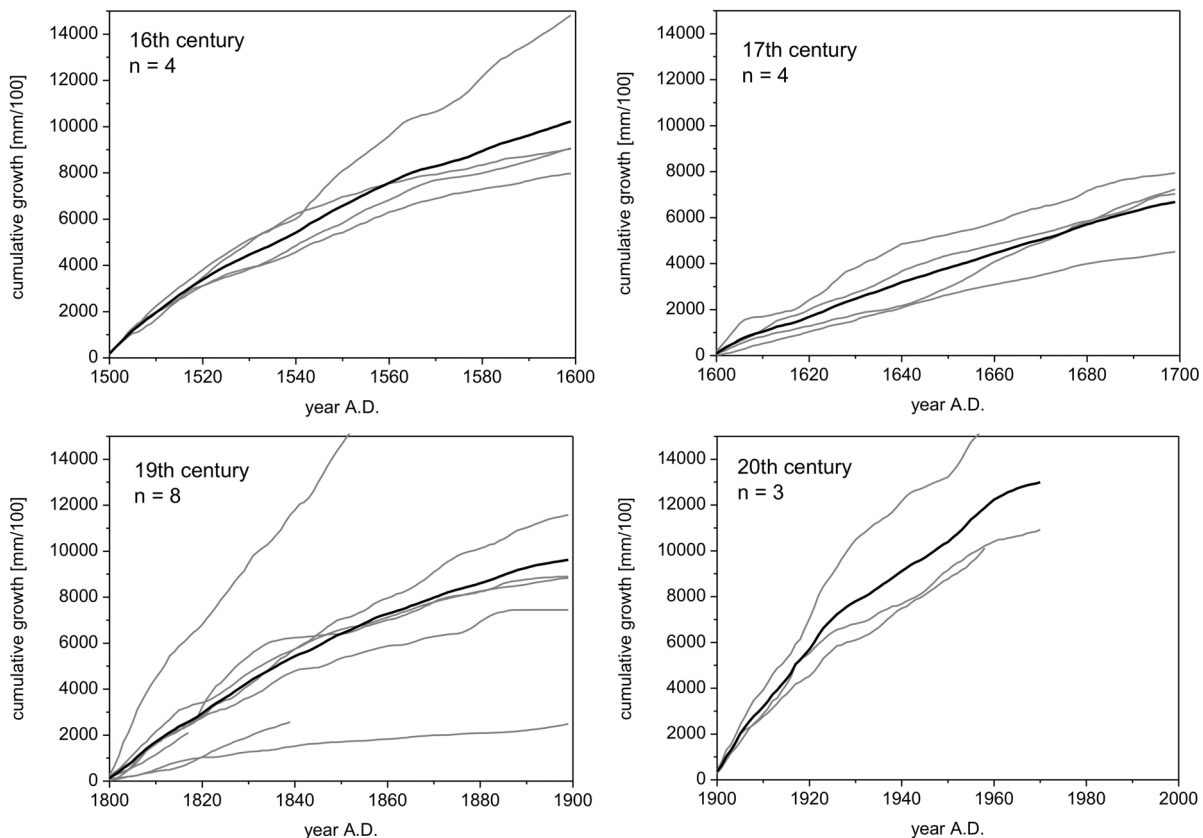 16th century
n = 4
cumulative growth [mm/100]
14000
12000
10000
8000
6000
4000
2000
0
1500 1520 1540 1560 1580 1600
year A.D.
17th century
n = 4
cumulative growth [mm/100]
14000
12000
10000
8000
6000
4000
2000
0
1600 1620 1640 1660 1680 1700
year A.D.
19th century
n = 8
cumulative growth [mm/100]
14000
12000
10000
8000
6000
4000
2000
0
1800 1820 1840 1860 1880 1900
year A.D.
20th century
n = 3
cumulative growth [mm/100]
14000
12000
10000
8000
6000
4000
2000
0
1900 1920 1940 1960 1980 2000
year A.D.